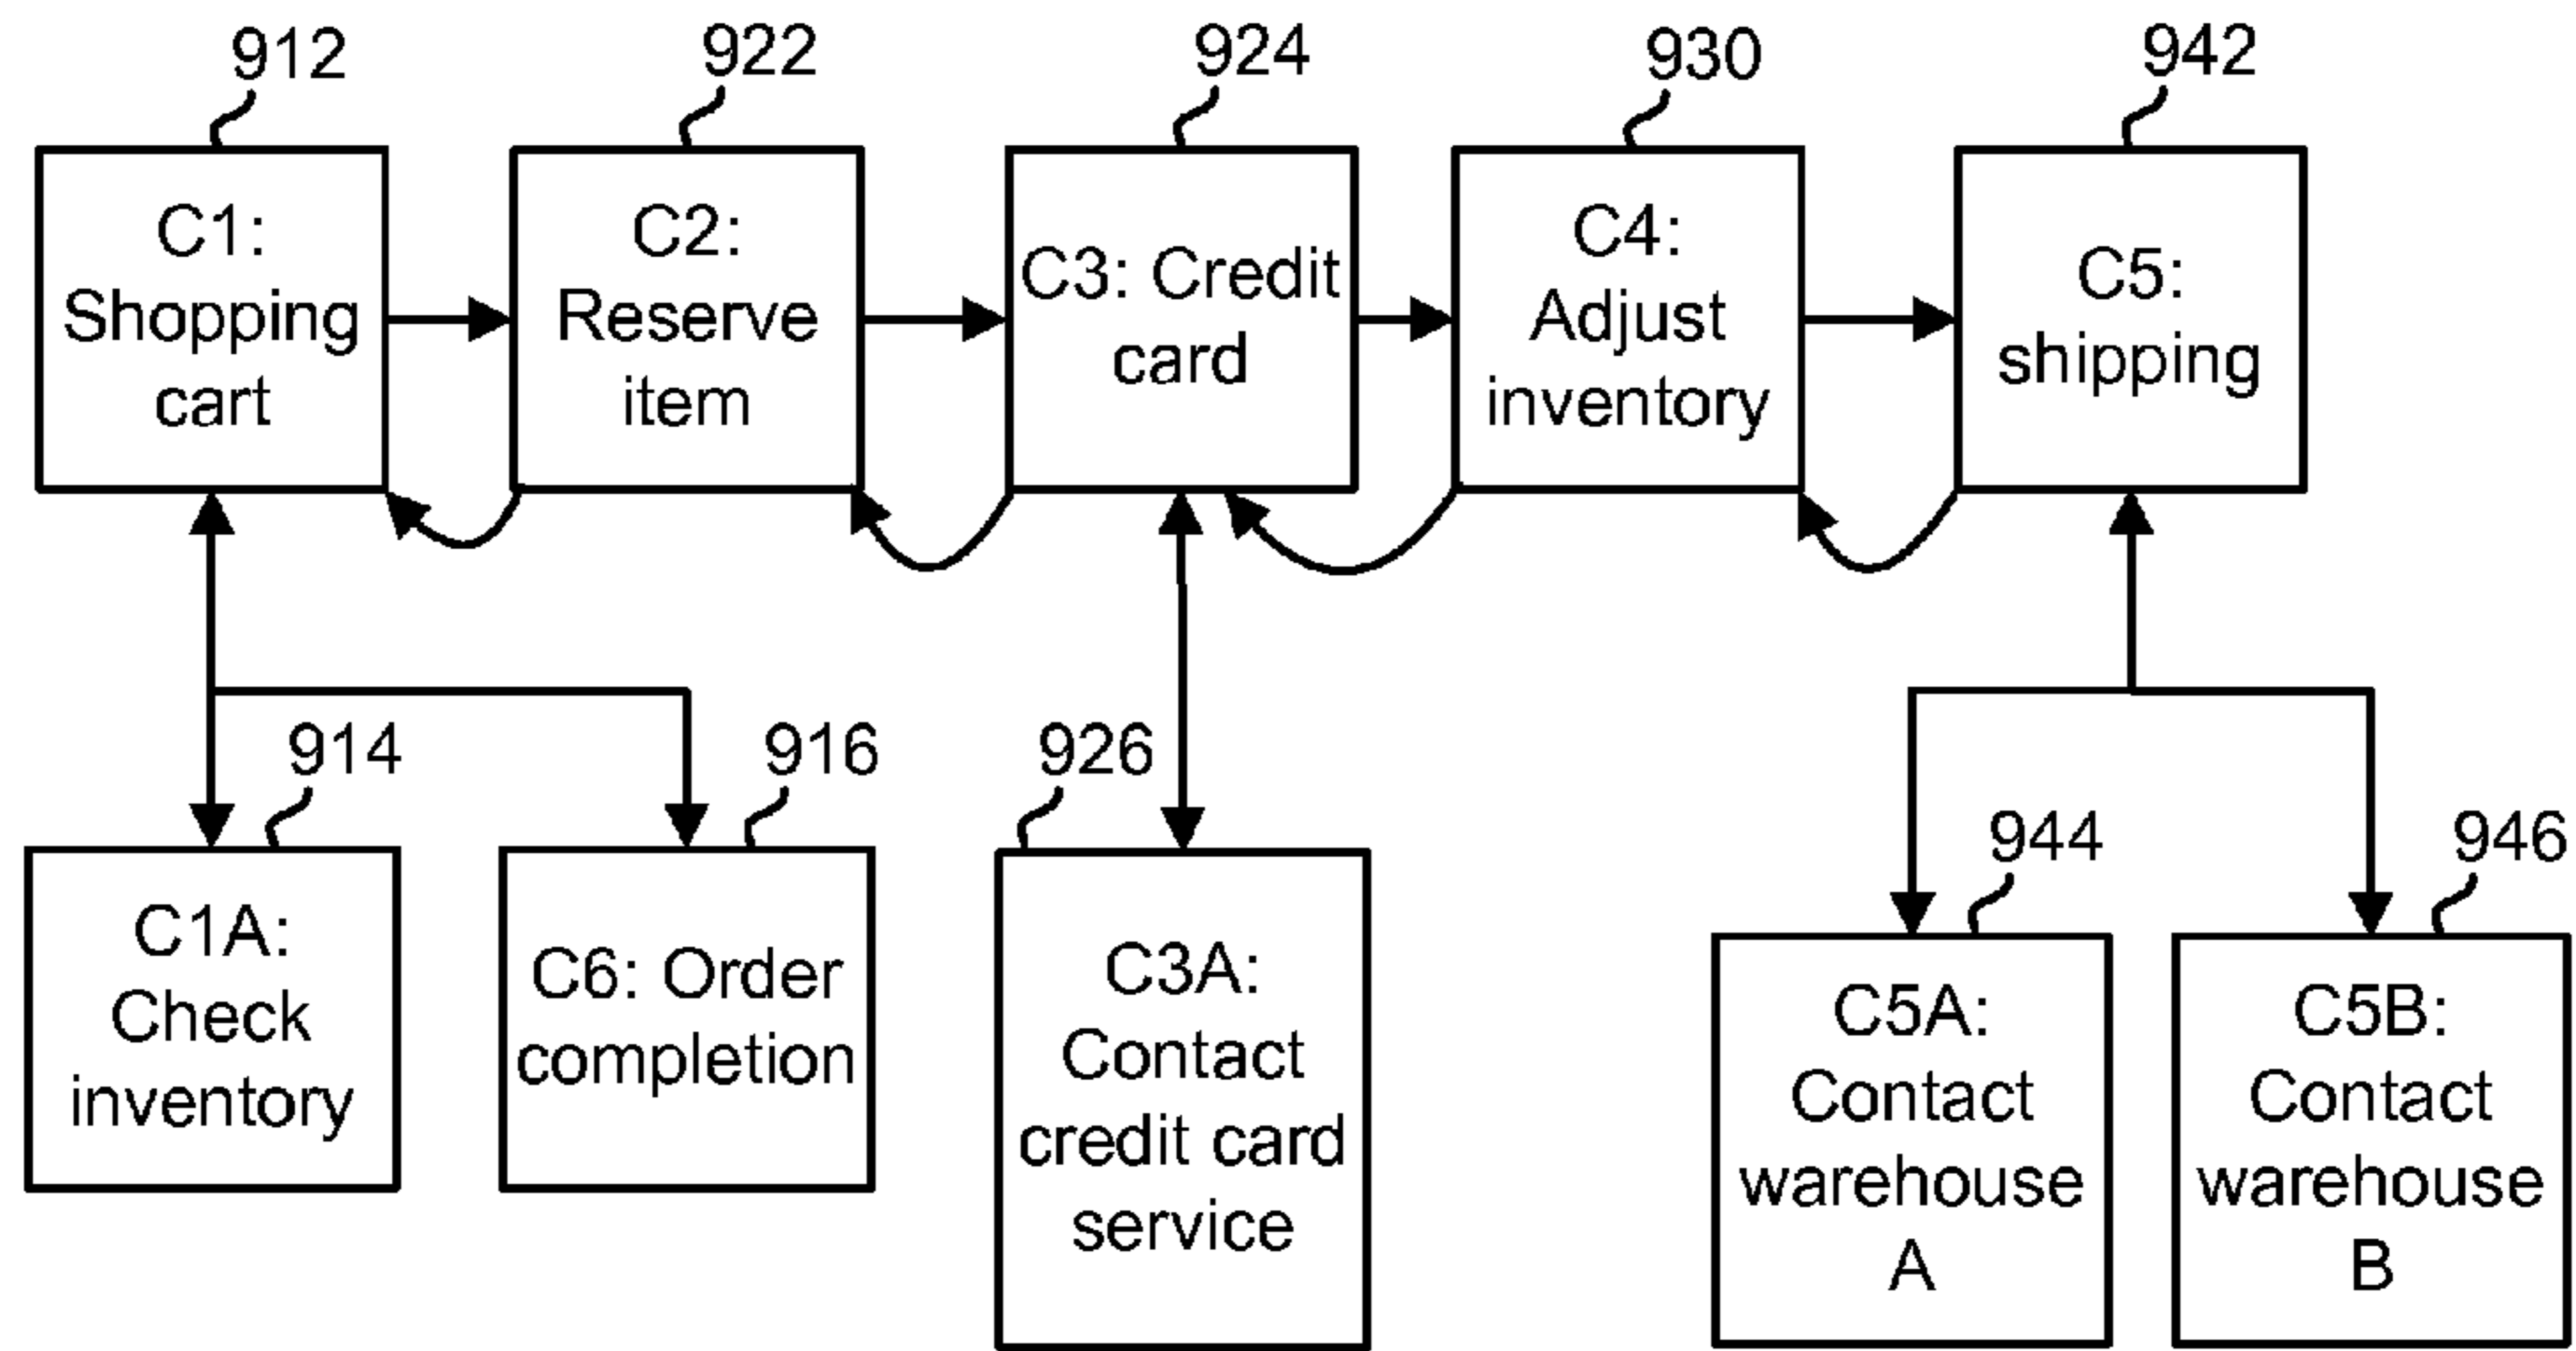 912
922
924
930
942
C1:
Shopping
cart
C2:
Reserve
item
C3: Credit
card
C4:
Adjust
inventory
C5:
shipping
914
916
926
944
946
C1A:
Check
inventory
C6: Order
completion
C3A:
Contact
credit card
service
C5A:
Contact
warehouse
A
C5B:
Contact
warehouse
B